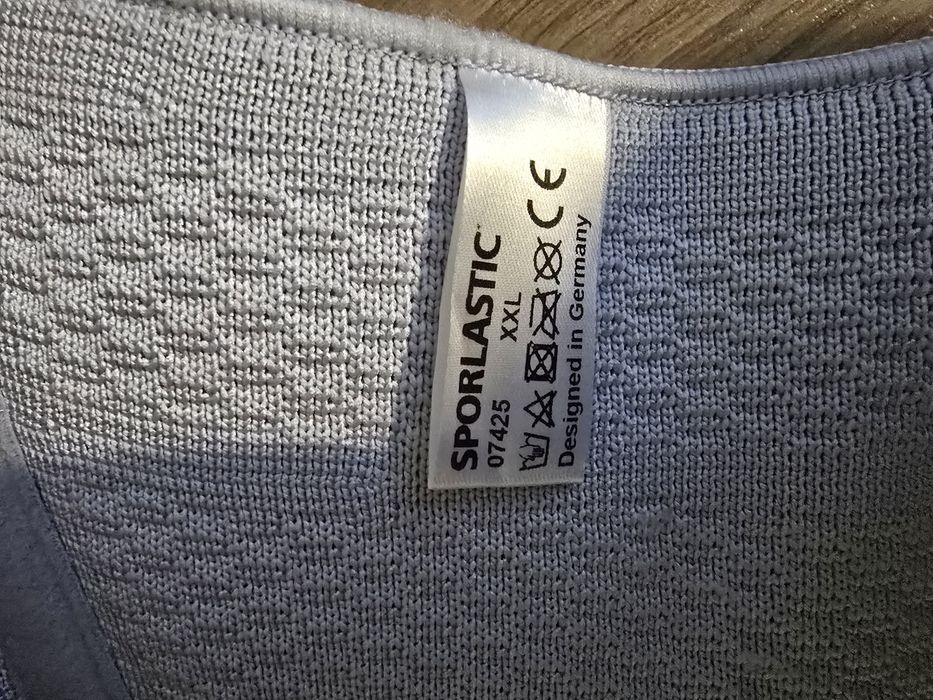 SPORLASTIC
07425 XXL
CE
Designed in Germany